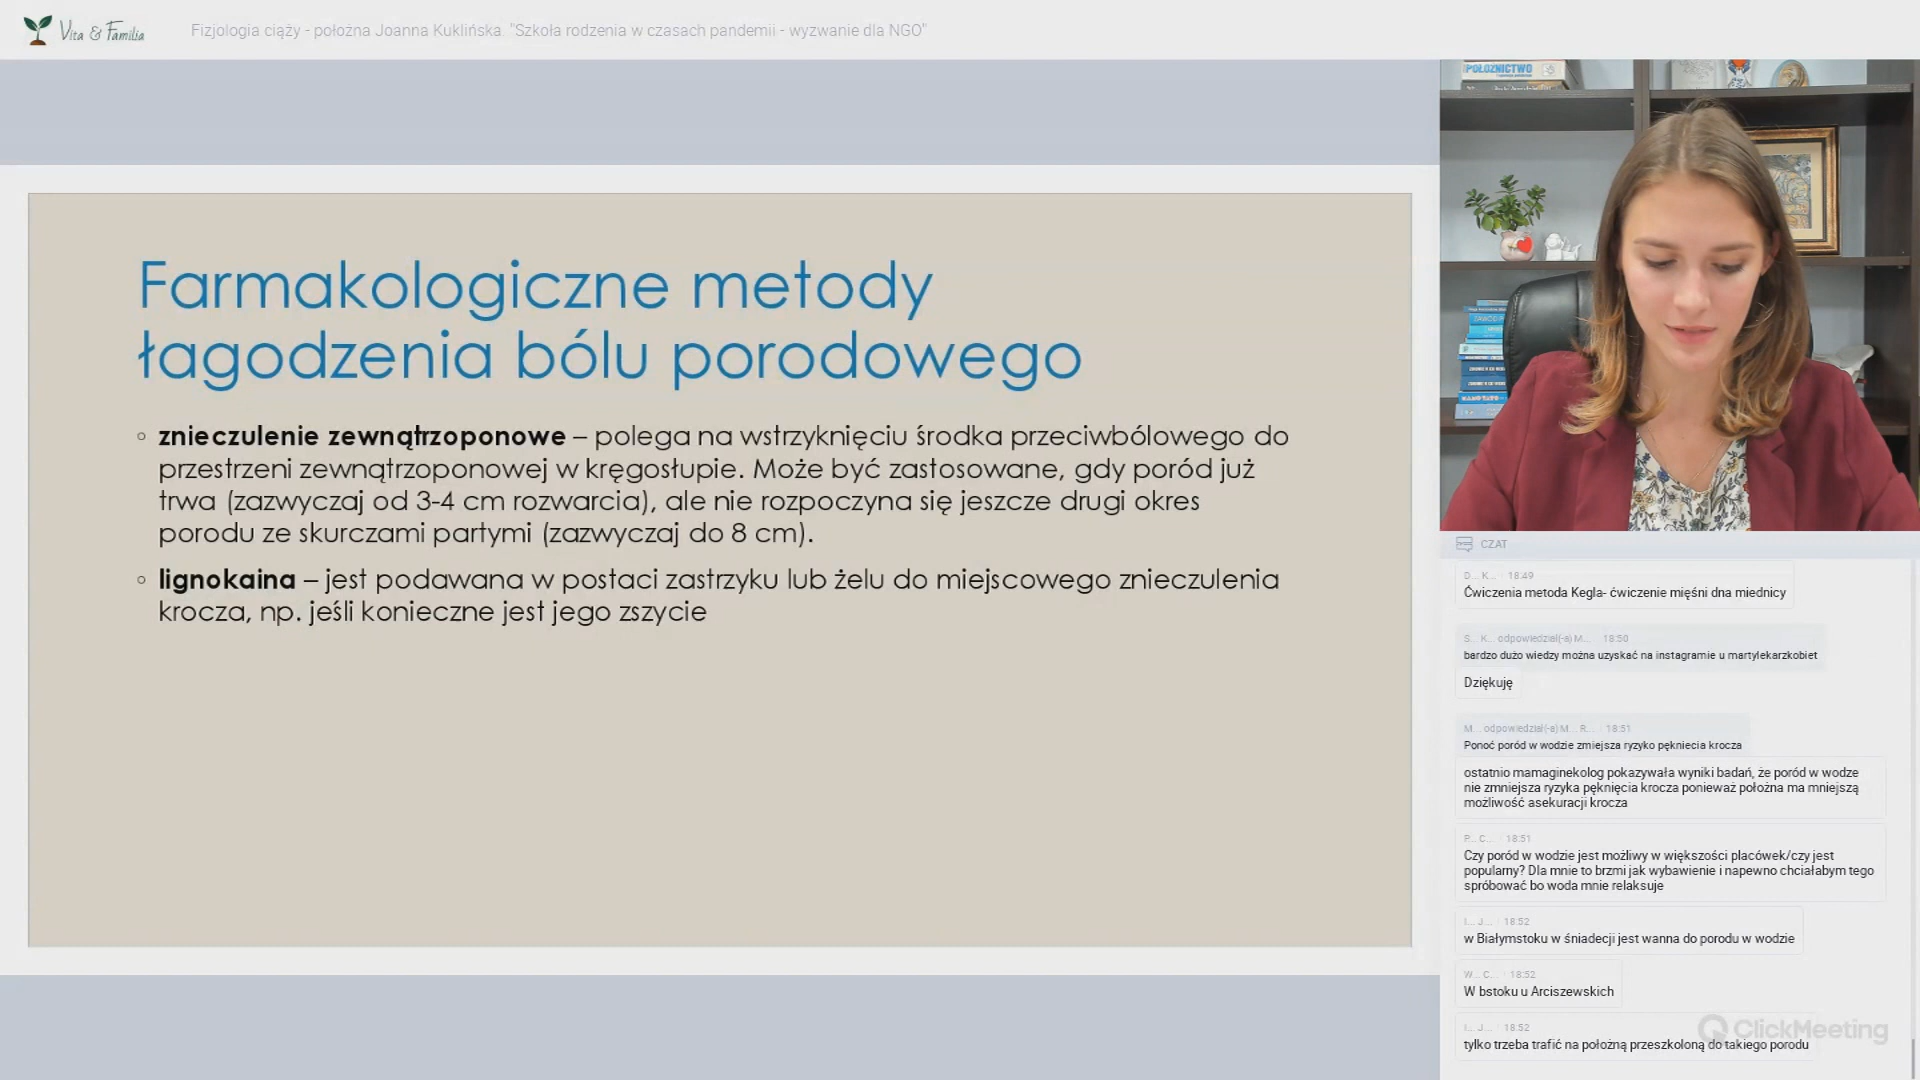 Vita & Familia
Fizjologia ciąży - położna Joanna Kuklińska. "Szkoła rodzenia w czasach pandemii - wyzwanie dla NGO"
POŁOŻNICTWO
Farmakologiczne metody
łagodzenia bólu porodowego
◦ znieczulenie zewnątrzoponowe – polega na wstrzyknięciu środka przeciwbólowego do
przestrzeni zewnątrzoponowej w kręgosłupie. Może być zastosowane, gdy poród już
trwa (zazwyczaj od 3-4 cm rozwarcia), ale nie rozpoczyna się jeszcze drugi okres
porodu ze skurczami partymi (zazwyczaj do 8 cm).
◦ lignokaina – jest podawana w postaci zastrzyku lub żelu do miejscowego znieczulenia
krocza, np. jeśli konieczne jest jego zszycie
CZAT
D... K... 18:49
Ćwiczenia metoda Kegla- ćwiczenie mięśni dna miednicy
S... K... odpowiedział(-a) M... 18:50
bardzo dużo wiedzy można uzyskać na instagramie u martylekarzkobiet
Dziękuję
M... odpowiedział(-a) M... R... 18:51
Ponoć poród w wodzie zmiejsza ryzyko pękniecia krocza
ostatnio mamaginekolog pokazywała wyniki badań, że poród w wodze
nie zmniejsza ryzyka pęknięcia krocza ponieważ położna ma mniejszą
możliwość asekuracji krocza
P... C... 18:51
Czy poród w wodzie jest możliwy w większości placówek/czy jest
popularny? Dla mnie to brzmi jak wybawienie i napewno chciałabym tego
spróbować bo woda mnie relaksuje
I... J... 18:52
w Białymstoku w śniadecji jest wanna do porodu w wodzie
W... C... 18:52
W bstoku u Arciszewskich
I... J... 18:52
tylko trzeba trafić na położną przeszkoloną do takiego porodu
ClickMeeting